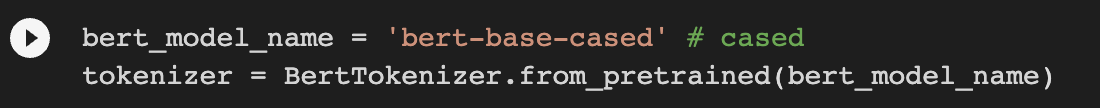 bert_model_name = 'bert-base-cased' # cased
tokenizer = BertTokenizer.from_pretrained(bert_model_name)